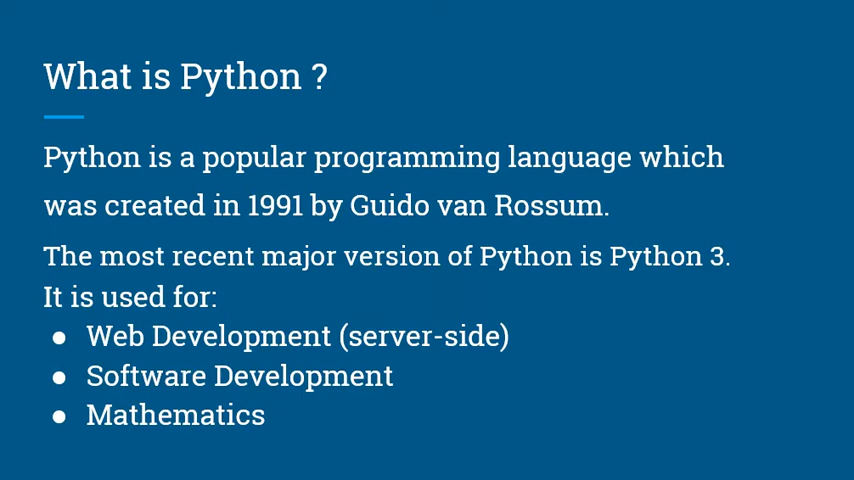 What is Python ?
Python is a popular programming language which
was created in 1991 by Guido van Rossum.
The most recent major version of Python is Python 3.
It is used for:
● Web Development (server-side)
● Software Development
● Mathematics